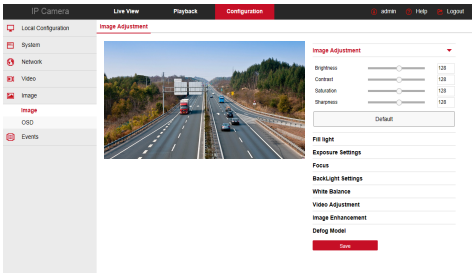 IP Camera Live View Playback Configuration admin Help Logout
Local Configuration
System
Network
Video
Image
Image
OSD
Events
Image Adjustment
Image Adjustment
Brightness 128
Contrast 128
Saturation 128
Sharpness 128
Default
Fill light
Exposure Settings
Focus
BackLight Settings
White Balance
Video Adjustment
Image Enhancement
Defog Model
Save